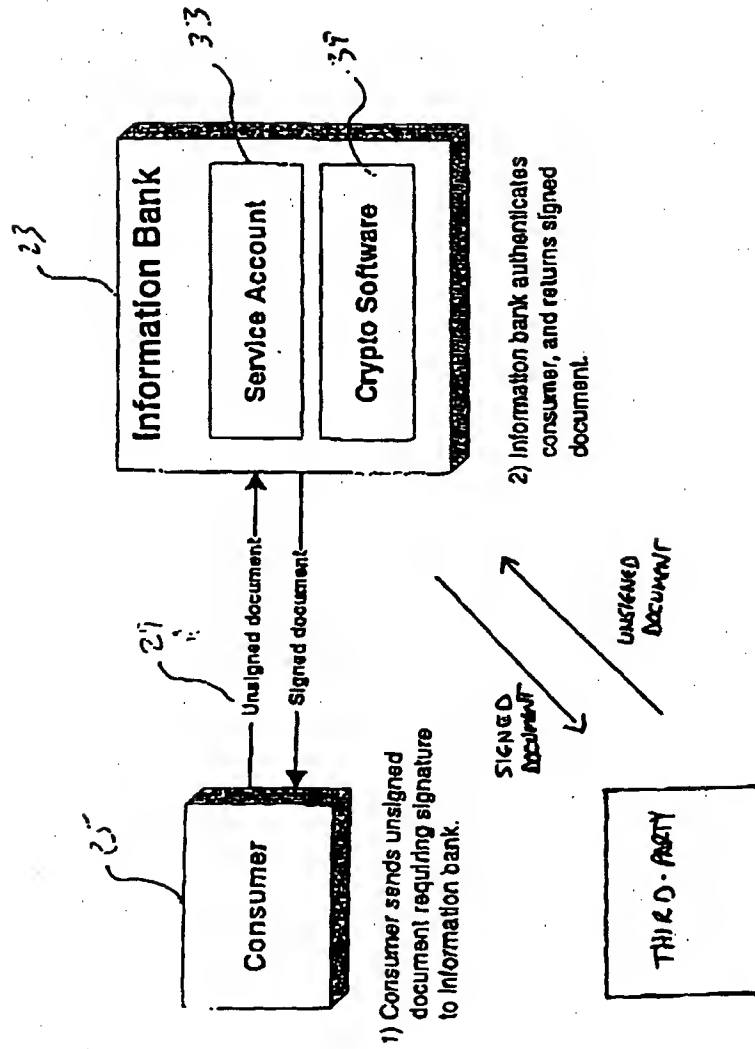 23
Information Bank
33
Service Account
Crypto Software
25
Consumer
Unsigned document
Signed document
1) Consumer sends unsigned
document requiring signature
to Information bank.
2) Information bank authenticates
consumer, and returns signed
document.
SIGNED
DOCUMENT
UNSIGNED
DOCUMENT
THIRD-PARTY